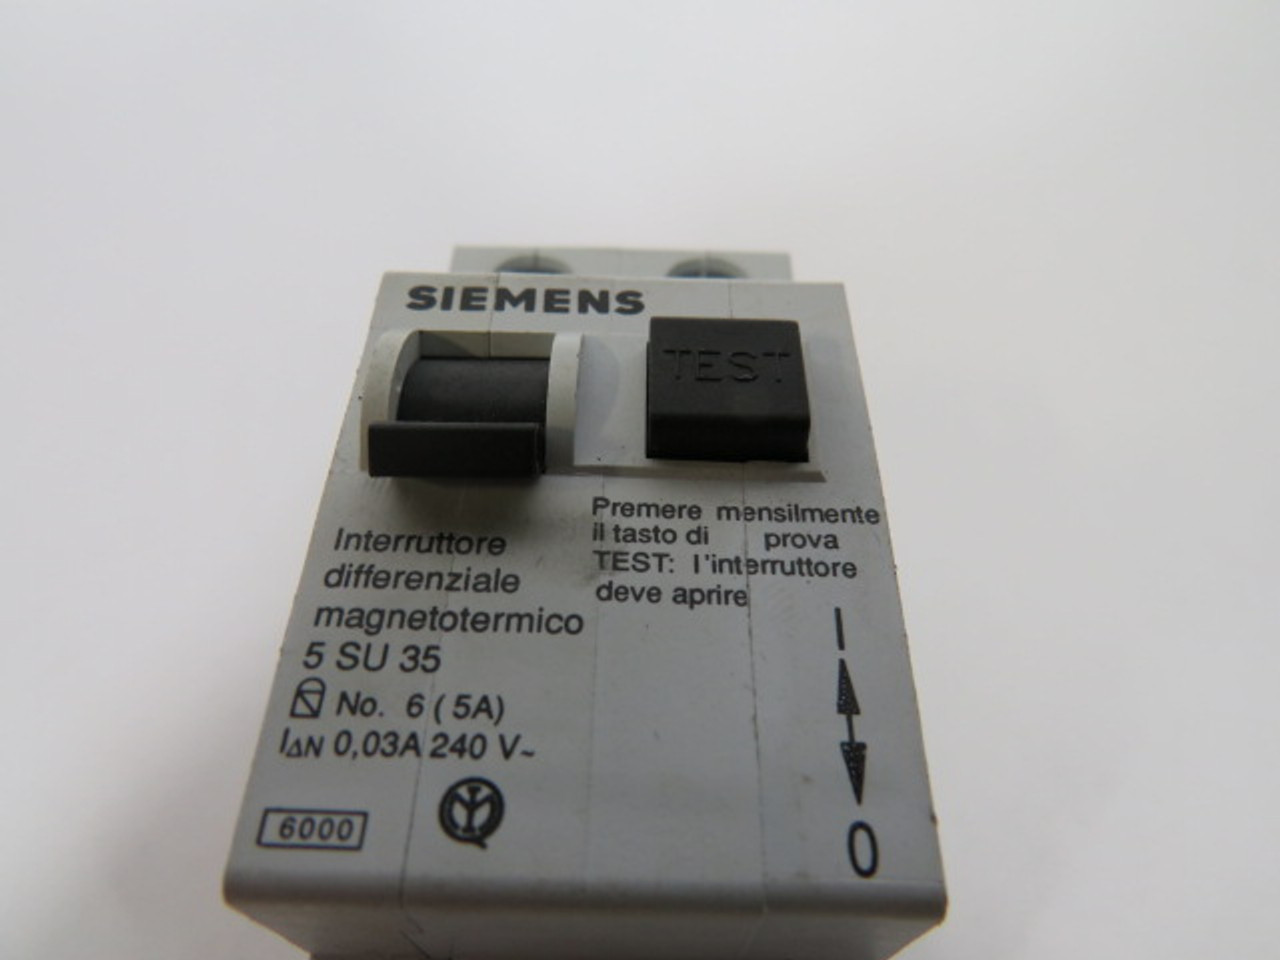 SIEMENS
TEST
Premere mensilmente
il tasto di prova
TEST: l'interruttore
deve aprire
Interruttore
differenziale
magnetotermico
5 SU 35
No. 6 ( 5A)
I∆N 0,03A 240 V~
6000
I
0